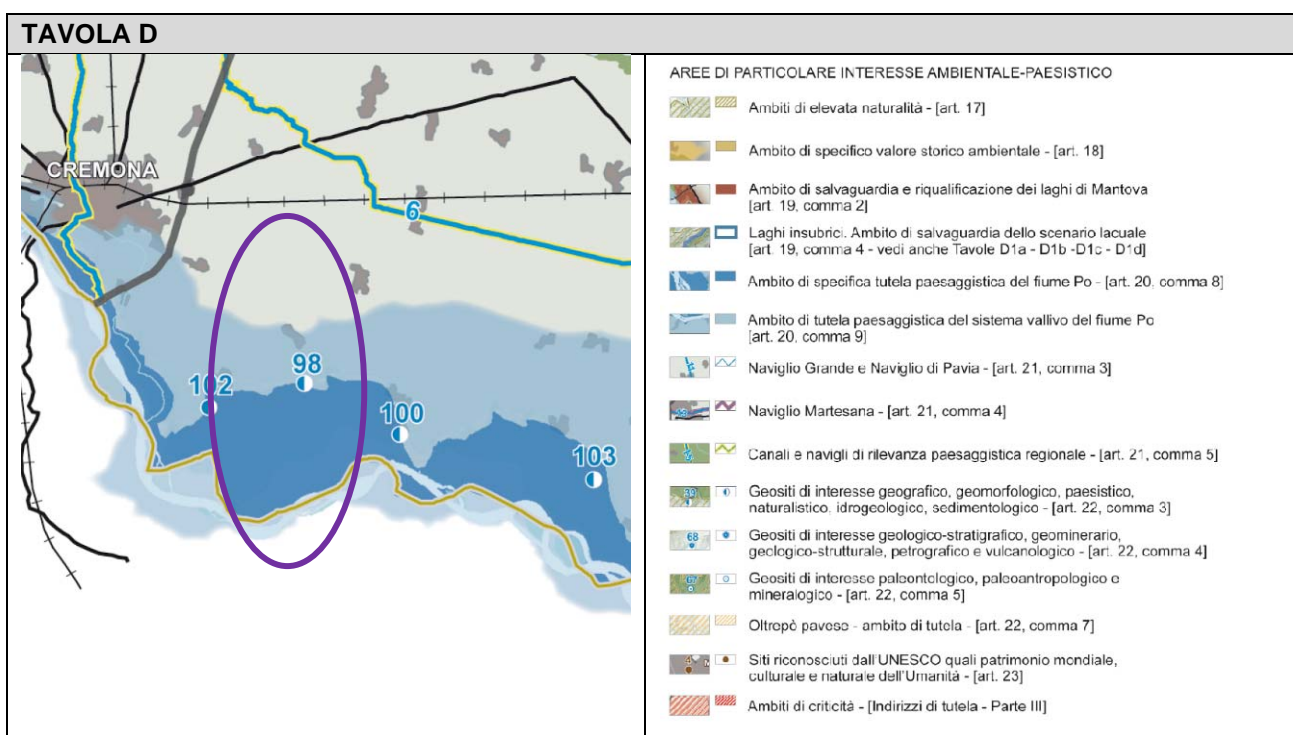 TAVOLA D
CREMONA
6
98
102
100
103
AREE DI PARTICOLARE INTERESSE AMBIENTALE-PAESISTICO
Ambiti di elevata naturalità - [art. 17]
Ambito di specifico valore storico ambientale - [art. 18]
Ambito di salvaguardia e riqualificazione dei laghi di Mantova
[art. 19, comma 2]
Laghi insubrici. Ambito di salvaguardia dello scenario lacuale
[art. 19, comma 4 - vedi anche Tavole D1a - D1b -D1c - D1d]
Ambito di specifica tutela paesaggistica del fiume Po - [art. 20, comma 8]
Ambito di tutela paesaggistica del sistema vallivo del fiume Po
[art. 20, comma 9]
Naviglio Grande e Naviglio di Pavia - [art. 21, comma 3]
Naviglio Martesana - [art. 21, comma 4]
Canali e navigli di rilevanza paesaggistica regionale - [art. 21, comma 5]
Geositi di interesse geografico, geomorfologico, paesistico,
naturalistico, idrogeologico, sedimentologico - [art. 22, comma 3]
68
Geositi di interesse geologico-stratigrafico, geominerario,
geologico-strutturale, petrografico e vulcanologico - [art. 22, comma 4]
Geositi di interesse paleontologico, paleoantropologico e
mineralogico - [art. 22, comma 5]
Oltrepò pavese - ambito di tutela - [art. 22, comma 7]
Siti riconosciuti dall'UNESCO quali patrimonio mondiale,
culturale e naturale dell'Umanità - [art. 23]
Ambiti di criticità - [Indirizzi di tutela - Parte III]